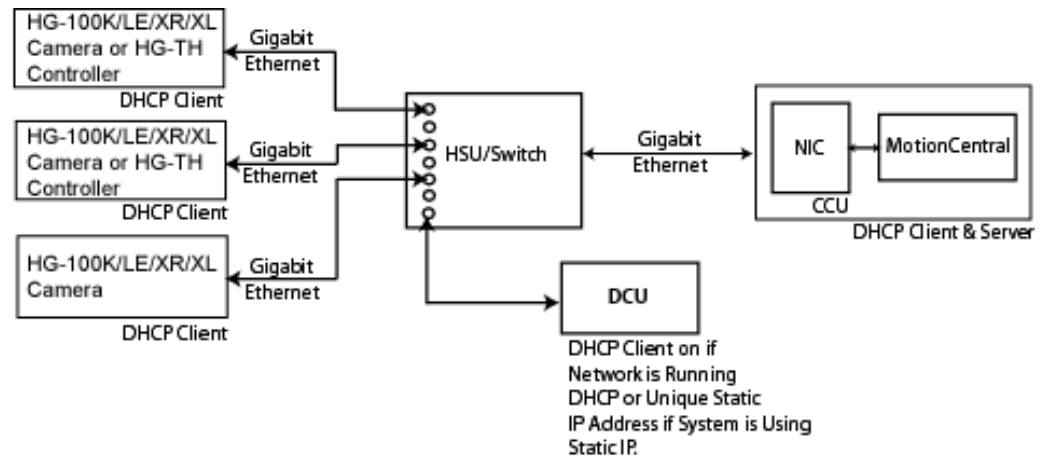 HG-100K/LE/XR/XL
Camera or HG-TH
Controller
DHCP Client
Gigabit
Ethernet
HG-100K/LE/XR/XL
Camera or HG-TH
Controller
DHCP Client
Gigabit
Ethernet
HG-100K/LE/XR/XL
Camera
DHCP Client
Gigabit
Ethernet
HSU/Switch
Gigabit
Ethernet
NIC
MotionCentral
CCU
DHCP Client & Server
DCU
DHCP Client on if
Network is Running
DHCP or Unique Static
IP Address if System is Using
Static IP.